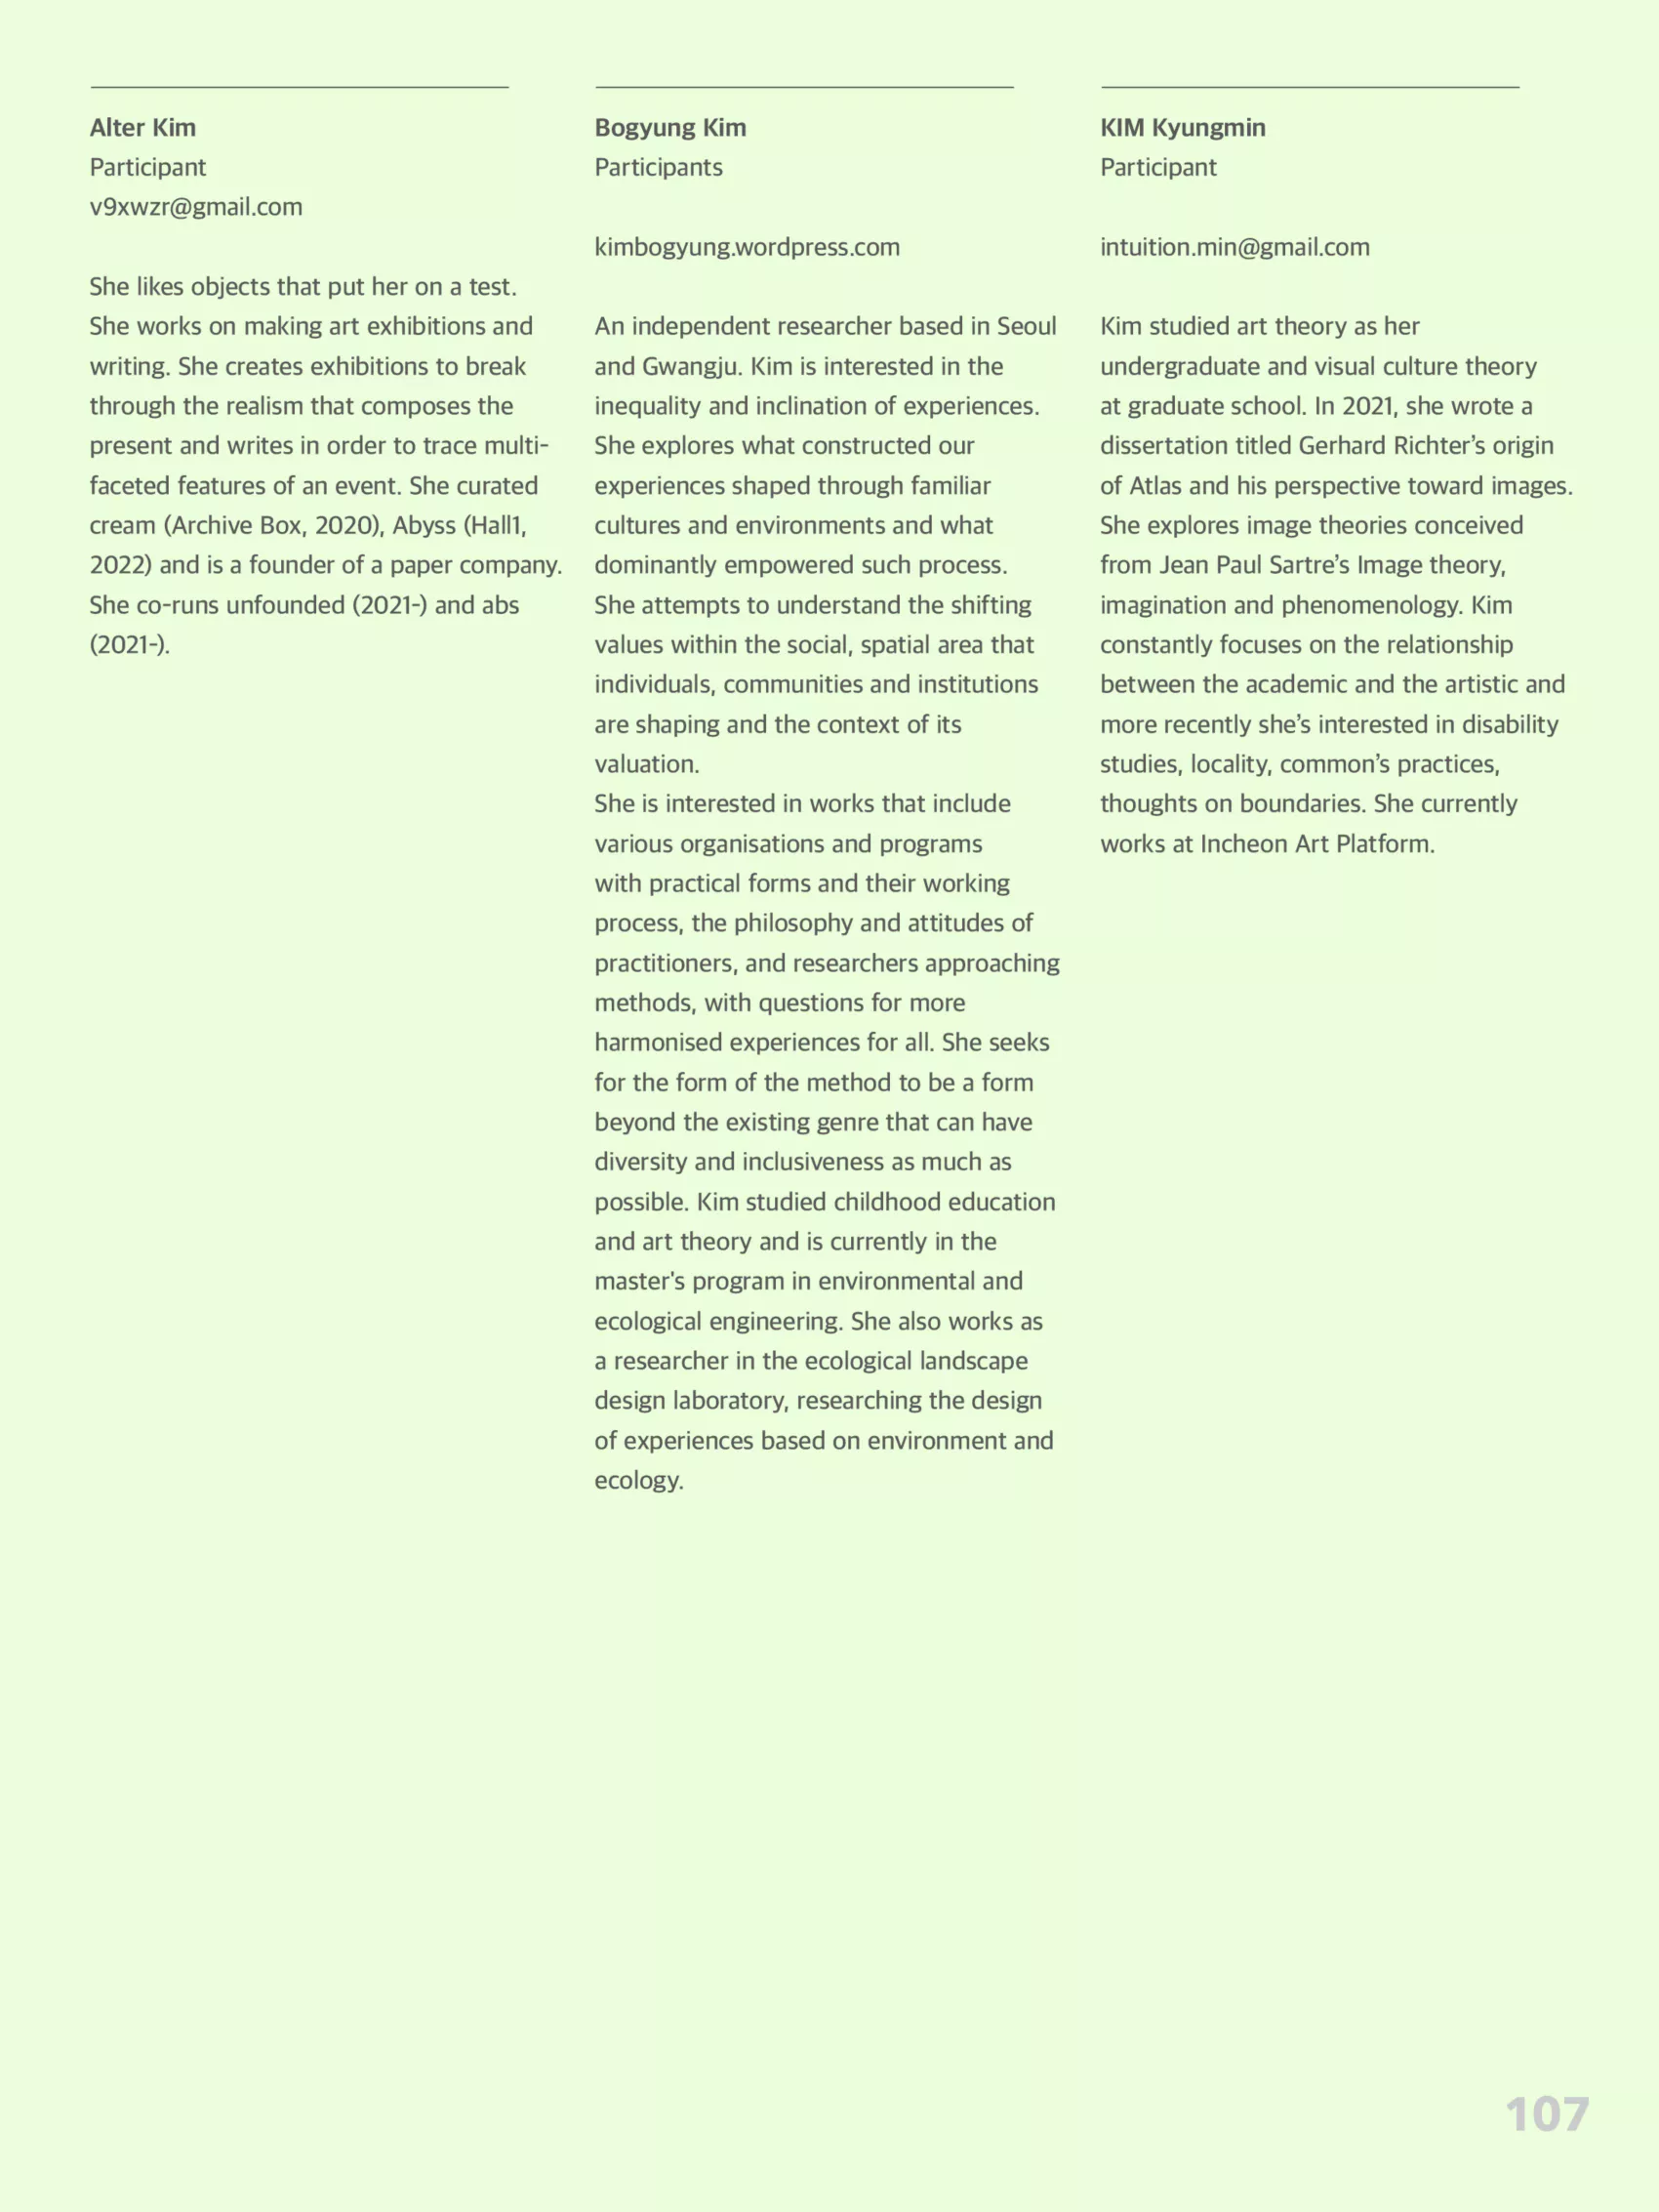 Alter Kim
Participant
v9xwzr@gmail.com
She likes objects that put her on a test.
She works on making art exhibitions and
writing. She creates exhibitions to break
through the realism that composes the
present and writes in order to trace multi-
faceted features of an event. She curated
cream (Archive Box, 2020), Abyss (Hall1,
2022) and is a founder of a paper company.
She co-runs unfounded (2021-) and abs
(2021-).
Bogyung Kim
Participants
kimbogyung.wordpress.com
An independent researcher based in Seoul
and Gwangju. Kim is interested in the
inequality and inclination of experiences.
She explores what constructed our
experiences shaped through familiar
cultures and environments and what
dominantly empowered such process.
She attempts to understand the shifting
values within the social, spatial area that
individuals, communities and institutions
are shaping and the context of its
valuation.
She is interested in works that include
various organisations and programs
with practical forms and their working
process, the philosophy and attitudes of
practitioners, and researchers approaching
methods, with questions for more
harmonised experiences for all. She seeks
for the form of the method to be a form
beyond the existing genre that can have
diversity and inclusiveness as much as
possible. Kim studied childhood education
and art theory and is currently in the
master's program in environmental and
ecological engineering. She also works as
a researcher in the ecological landscape
design laboratory, researching the design
of experiences based on environment and
ecology.
KIM Kyungmin
Participant
intuition.min@gmail.com
Kim studied art theory as her
undergraduate and visual culture theory
at graduate school. In 2021, she wrote a
dissertation titled Gerhard Richter’s origin
of Atlas and his perspective toward images.
She explores image theories conceived
from Jean Paul Sartre’s Image theory,
imagination and phenomenology. Kim
constantly focuses on the relationship
between the academic and the artistic and
more recently she’s interested in disability
studies, locality, common’s practices,
thoughts on boundaries. She currently
works at Incheon Art Platform.
107